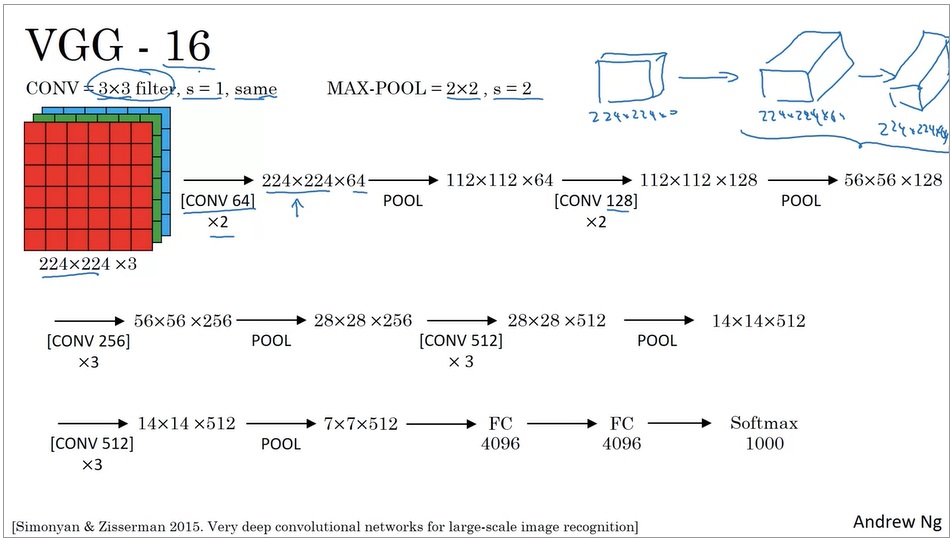 VGG - 16
CONV = 3×3 filter, s = 1, same
MAX-POOL = 2×2 , s = 2
224×224×3
224×224×64
224×224×64
224×224 ×3
[CONV 64]
×2
224×224×64
POOL
112×112 ×64
[CONV 128]
×2
112×112 ×128
POOL
56×56 ×128
[CONV 256]
×3
56×56 ×256
POOL
28×28 ×256
[CONV 512]
× 3
28×28 ×512
POOL
14×14×512
[CONV 512]
×3
14×14 ×512
POOL
7×7×512
FC
4096
FC
4096
Softmax
1000
[Simonyan & Zisserman 2015. Very deep convolutional networks for large-scale image recognition]
Andrew Ng